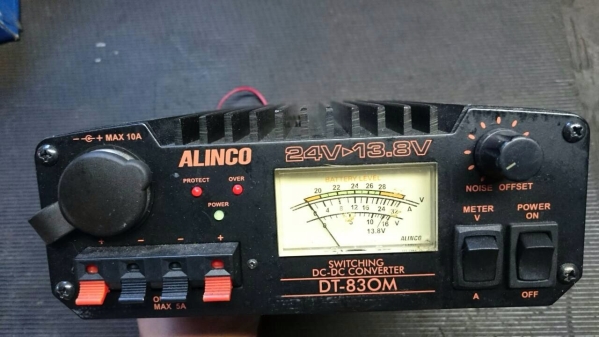 - + MAX 10A
ALINCO
24V▶13.8V
PROTECT OVER
POWER
NOISE OFFSET
BATTERY LEVEL
20 22 24 26 28
V
A
V
13.8V
ALINCO
METER
V
A
POWER
ON
OFF
+ - - +
MAX 5A
SWITCHING
DC-DC CONVERTER
DT-830M